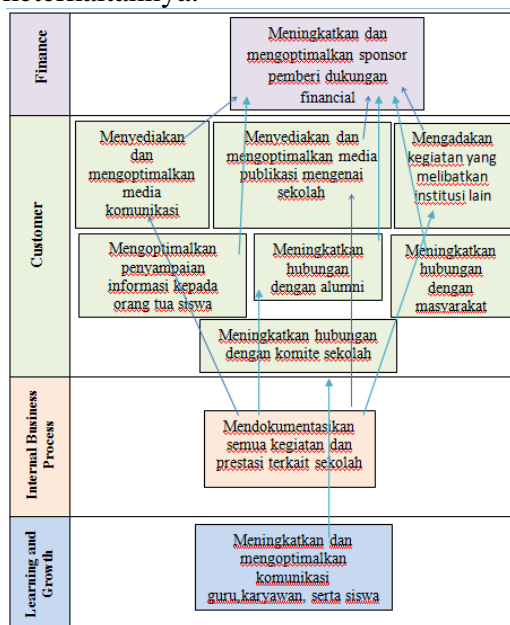 keterkaitannya.
Finance
Meningkatkan dan
mengoptimalkan sponsor
pemberi dukungan
financial
Customer
Menyediakan
dan
mengoptimalkan
media
komunikasi
Menyediakan dan
mengoptimalkan media
publikasi mengenai
sekolah
Mengadakan
kegiatan yang
melibatkan
institusi lain
Mengoptimalkan
penyampaian
informasi kepada
orang tua siswa
Meningkatkan
hubungan
dengan alumni
Meningkatkan
hubungan
dengan
masyarakat
Meningkatkan hubungan
dengan komite sekolah
Internal Business
Process
Mendokumentasikan
semua kegiatan dan
prestasi terkait sekolah
Learning and
Growth
Meningkatkan dan
mengoptimalkan
komunikasi
guru,karyawan, serta siswa